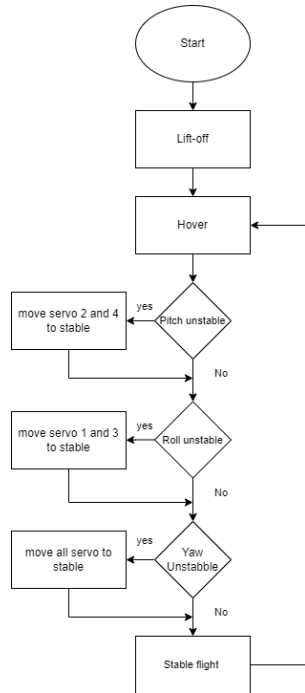 Start
Lift-off
Hover
Pitch unstable
yes
move servo 2 and 4
to stable
No
Roll unstable
yes
move servo 1 and 3
to stable
No
Yaw
Unstabble
yes
move all servo to
stable
No
Stable flight